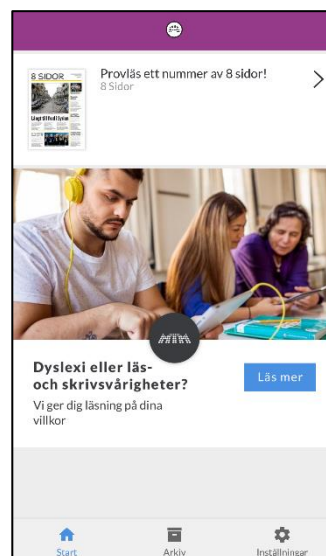 Provläs ett nummer av 8 sidor!
8 Sidor
8 SIDOR
Dyslexi eller läs-
och skrivsvårigheter?
Vi ger dig läsning på dina
villkor
Läs mer
Start
Arkiv
Inställningar